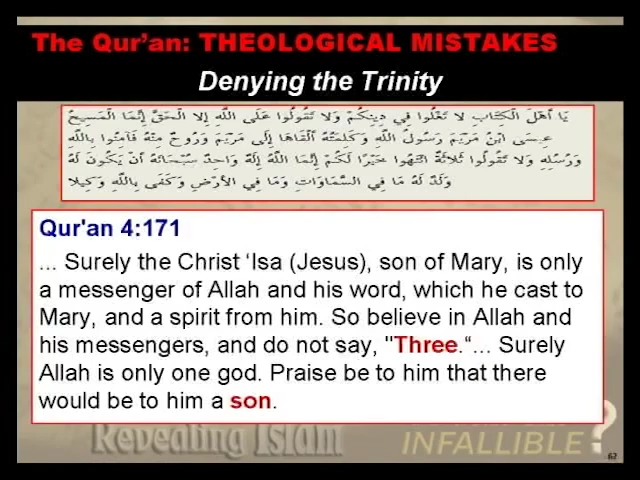 The Qur’an: THEOLOGICAL MISTAKES
Denying the Trinity
يَا أَهْلَ الْكِتَابِ لَا تَغْلُوا فِي دِينِكُمْ وَلَا تَقُولُوا عَلَى اللَّهِ إِلَّا الْحَقَّ إِنَّمَا الْمَسِيحُ
عِيسَى ابْنُ مَرْيَمَ رَسُولُ اللَّهِ وَكَلِمَتُهُ أَلْقَاهَا إِلَى مَرْيَمَ وَرُوحٌ مِنْهُ فَآمِنُوا بِاللَّهِ
وَرُسُلِهِ وَلَا تَقُولُوا ثَلَاثَةٌ انْتَهُوا خَيْرًا لَكُمْ إِنَّمَا اللَّهُ إِلَهٌ وَاحِدٌ سُبْحَانَهُ أَنْ يَكُونَ لَهُ
وَلَدٌ لَهُ مَا فِي السَّمَاوَاتِ وَمَا فِي الْأَرْضِ وَكَفَى بِاللَّهِ وَكِيلًا
Qur'an 4:171
... Surely the Christ ‘Isa (Jesus), son of Mary, is only
a messenger of Allah and his word, which he cast to
Mary, and a spirit from him. So believe in Allah and
his messengers, and do not say, "Three.“... Surely
Allah is only one god. Praise be to him that there
would be to him a son.
Revealing Islam
INFALLIBLE?
62